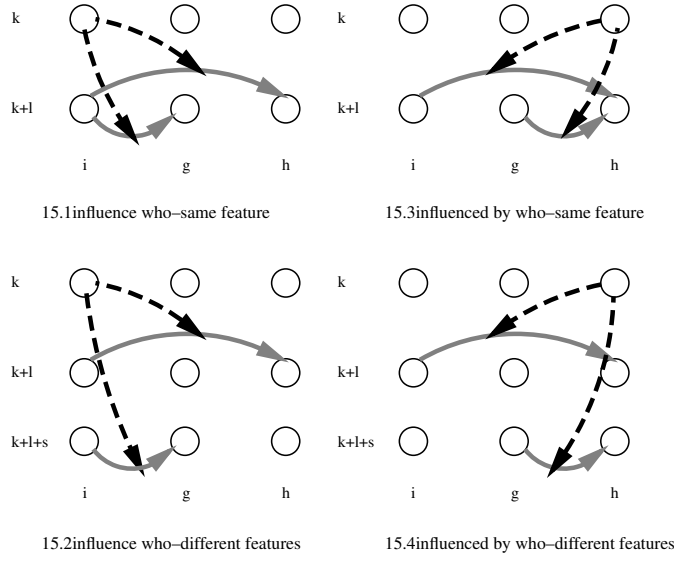 k
k
k+l
k+l
i g h
i g h
15.1influence who–same feature
15.3influenced by who–same feature
k
k
k+l
k+l
k+l+s
k+l+s
i g h
i g h
15.2influence who–different features
15.4influenced by who–different features